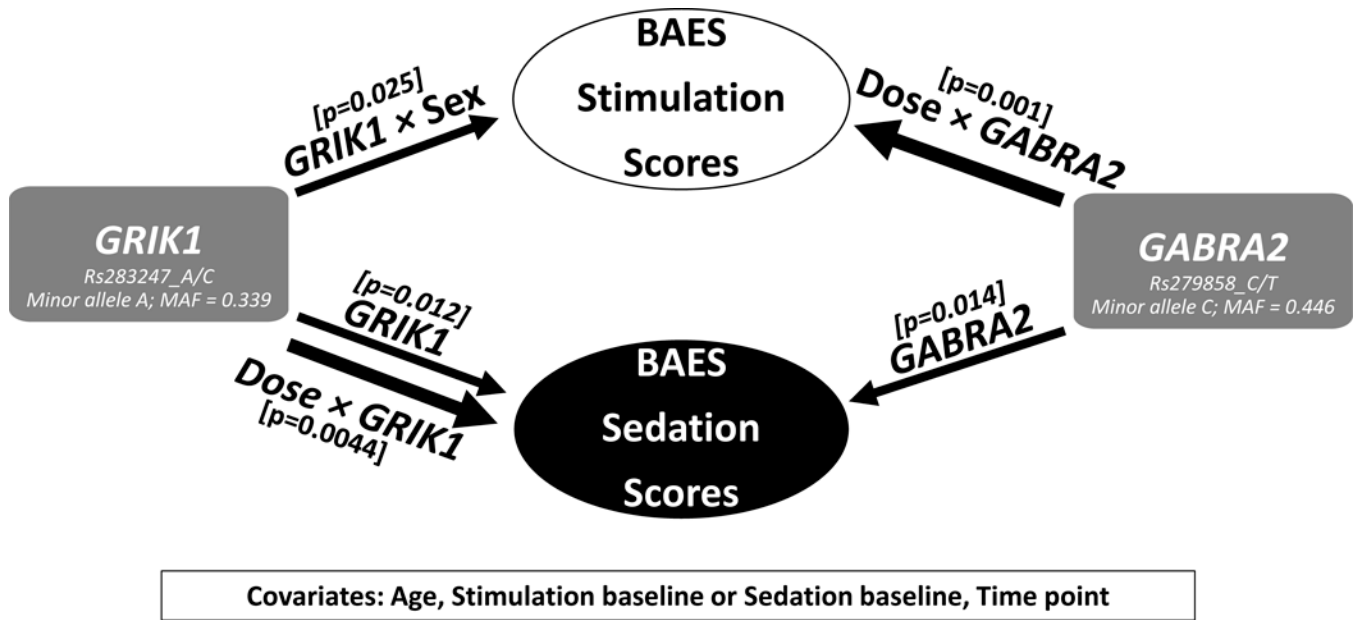 BAES
Stimulation
Scores
[p=0.025]
GRIK1 × Sex
[p=0.001]
Dose × GABRA2
GRIK1
Rs283247_A/C
Minor allele A; MAF = 0.339
GABRA2
Rs279858_C/T
Minor allele C; MAF = 0.446
[p=0.012]
GRIK1
Dose × GRIK1
[p=0.0044]
[p=0.014]
GABRA2
BAES
Sedation
Scores
Covariates: Age, Stimulation baseline or Sedation baseline, Time point